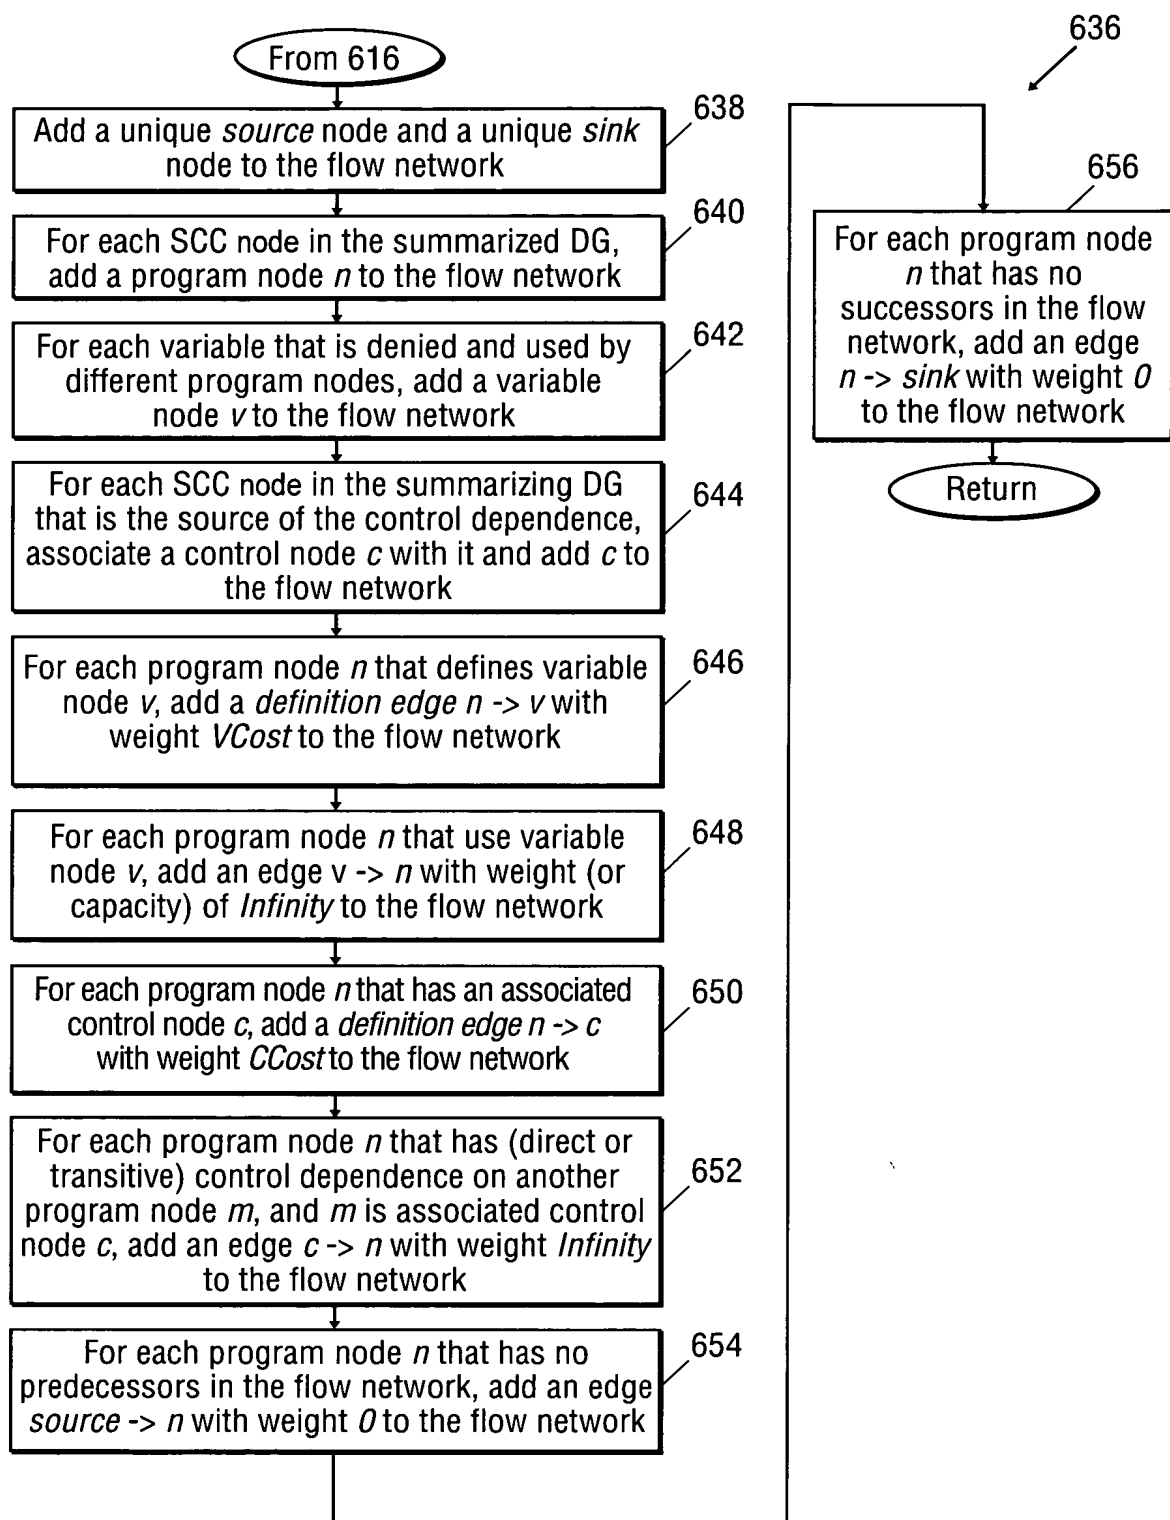 636
From 616
638
Add a unique source node and a unique sink
node to the flow network
640
For each SCC node in the summarized DG,
add a program node n to the flow network
642
For each variable that is denied and used by
different program nodes, add a variable
node v to the flow network
644
For each SCC node in the summarizing DG
that is the source of the control dependence,
associate a control node c with it and add c to
the flow network
646
For each program node n that defines variable
node v, add a definition edge n -> v with
weight VCost to the flow network
648
For each program node n that use variable
node v, add an edge v -> n with weight (or
capacity) of Infinity to the flow network
650
For each program node n that has an associated
control node c, add a definition edge n -> c
with weight CCost to the flow network
652
For each program node n that has (direct or
transitive) control dependence on another
program node m, and m is associated control
node c, add an edge c -> n with weight Infinity
to the flow network
654
For each program node n that has no
predecessors in the flow network, add an edge
source -> n with weight 0 to the flow network
656
For each program node
n that has no
successors in the flow
network, add an edge
n -> sink with weight 0
to the flow network
Return